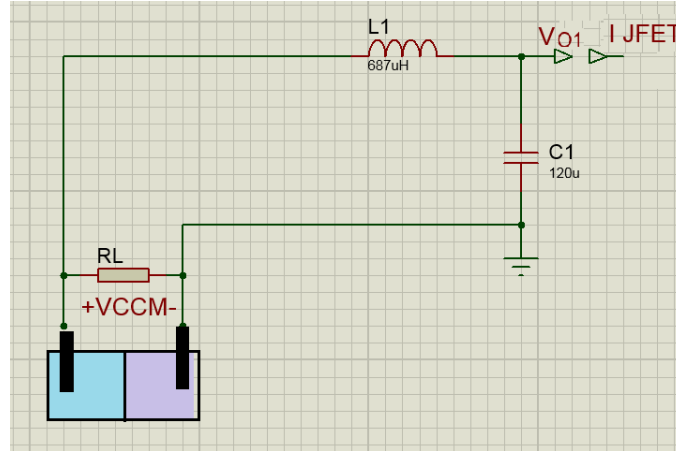 L1
687uH
VO1
I JFET
C1
120u
RL
+VCCM-